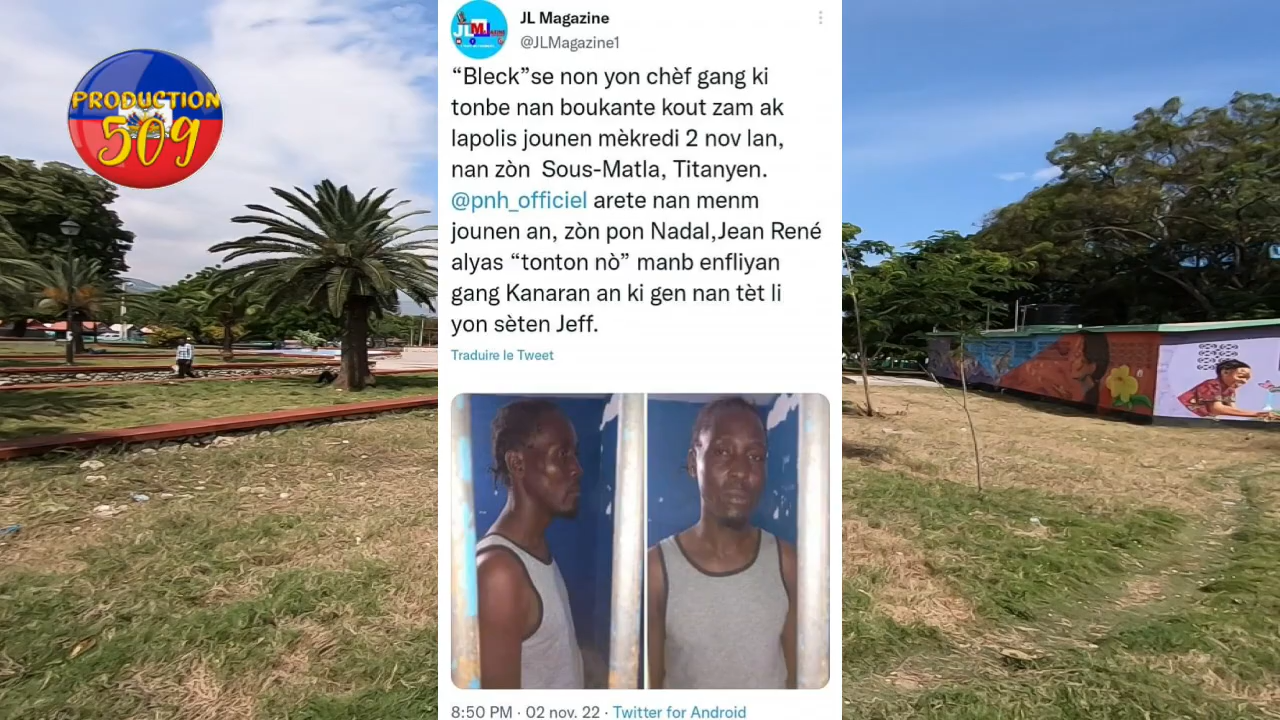 PRODUCTION
509
JL Magazine
@JLMagazine1
“Bleck”se non yon chèf gang ki
tonbe nan boukante kout zam ak
lapolis jounen mèkredi 2 nov lan,
nan zòn Sous-Matla, Titanyen.
@pnh_officiel arete nan menm
jounen an, zòn pon Nadal,Jean René
alyas “tonton nò” manb enfliyan
gang Kanaran an ki gen nan tèt li
yon sèten Jeff.
Traduire le Tweet
8:50 PM · 02 nov. 22 · Twitter for Android